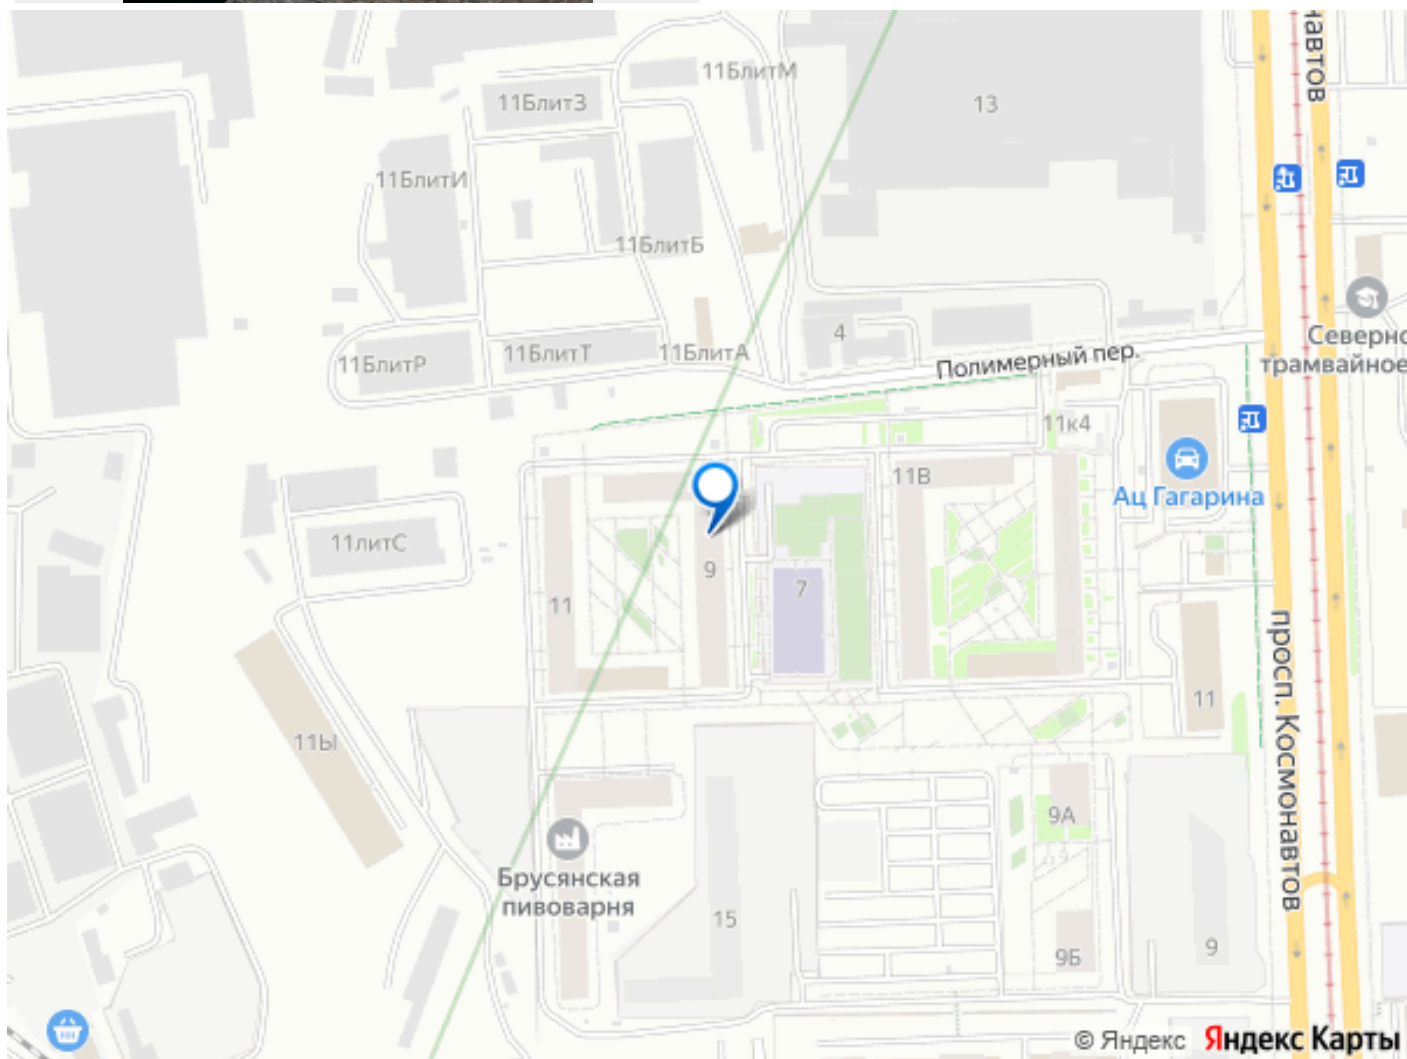 навтов
11БлитМ
11БлитЗ
13
11БлитИ
11БлитБ
4
Северно
трамвайное
11БлитР
11БлитТ
11БлитА
Полимерный пер.
11к4
11В
Ац Гагарина
11литС
9
7
11
11
просп. Космонавтов
11Ы
9А
Брусянская
пивоварня
15
9Б
9
© Яндекс Яндекс Карты